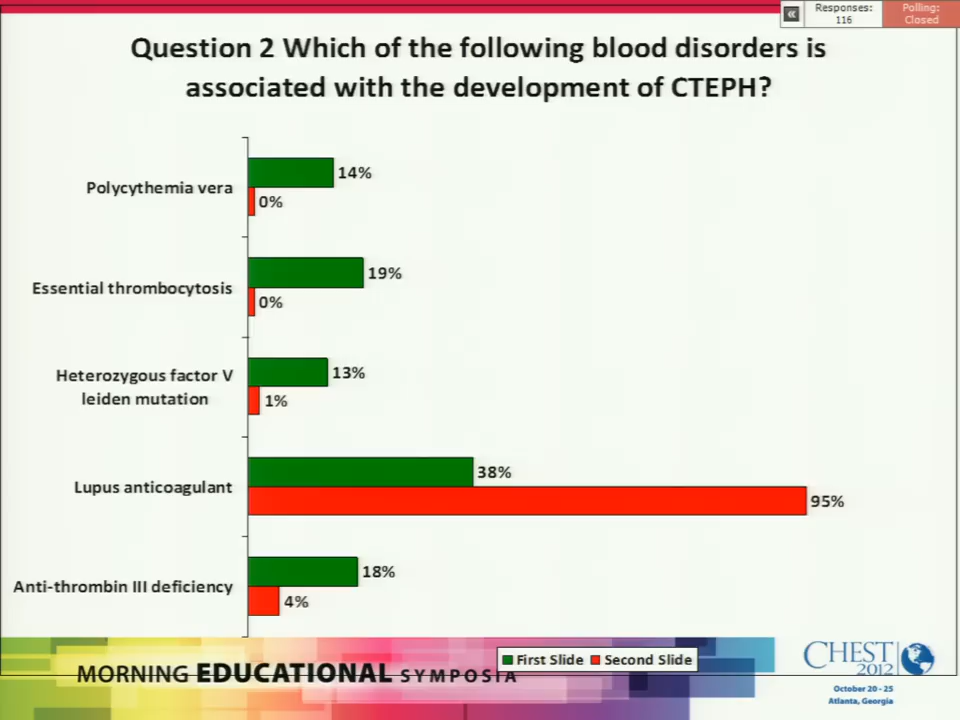 Responses:
116
Polling:
Closed
Question 2 Which of the following blood disorders is
associated with the development of CTEPH?
Polycythemia vera
14%
0%
Essential thrombocytosis
19%
0%
Heterozygous factor V
leiden mutation
13%
1%
Lupus anticoagulant
38%
95%
Anti-thrombin III deficiency
18%
4%
First Slide Second Slide
MORNING EDUCATIONAL SYMPOSIA
CHEST
2012
October 20 - 25
Atlanta, Georgia